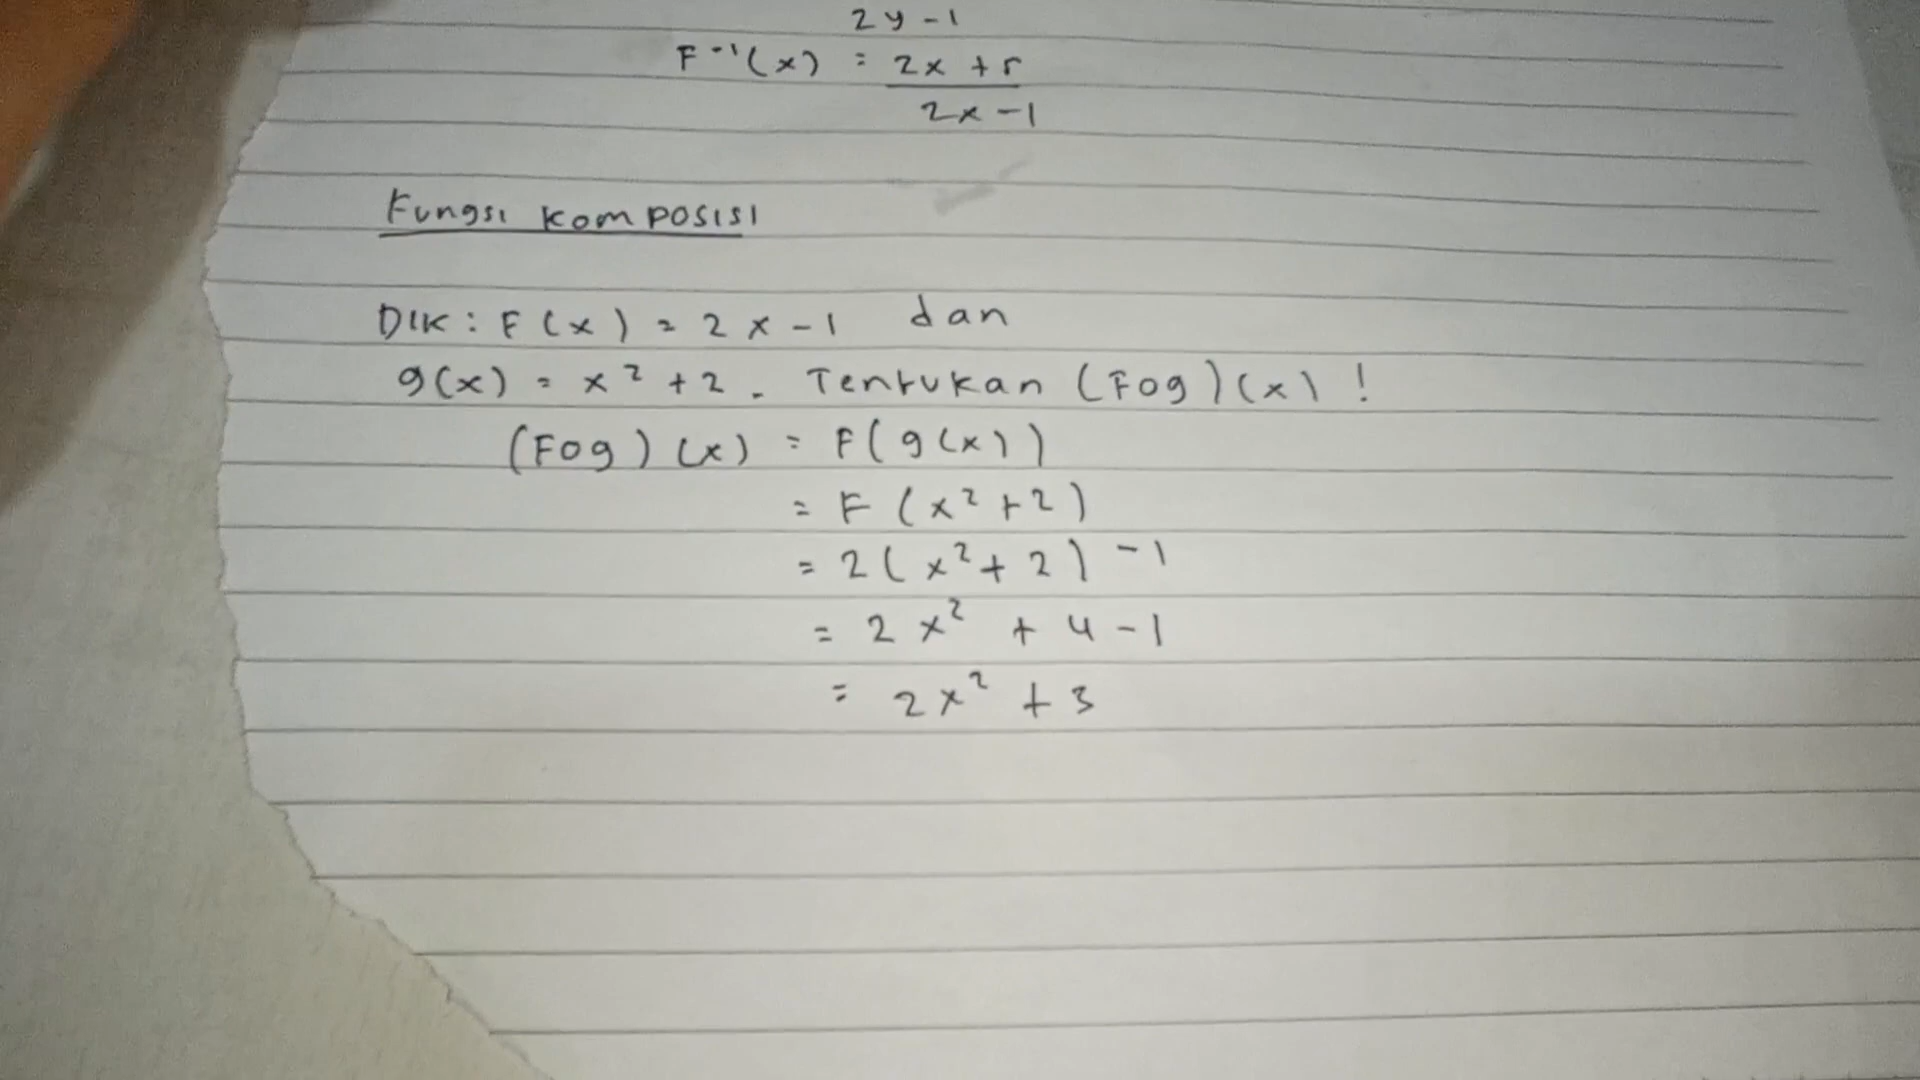 2y-1
F⁻¹(x) = 2x + 5
2x - 1
Fungsi komposisi
DIK : F(x) = 2x - 1 dan
g(x) = x² + 2. Tentukan (Fog)(x) !
(Fog)(x) = F(g(x))
= F (x² + 2)
= 2(x² + 2) - 1
= 2x² + 4 - 1
= 2x² + 3